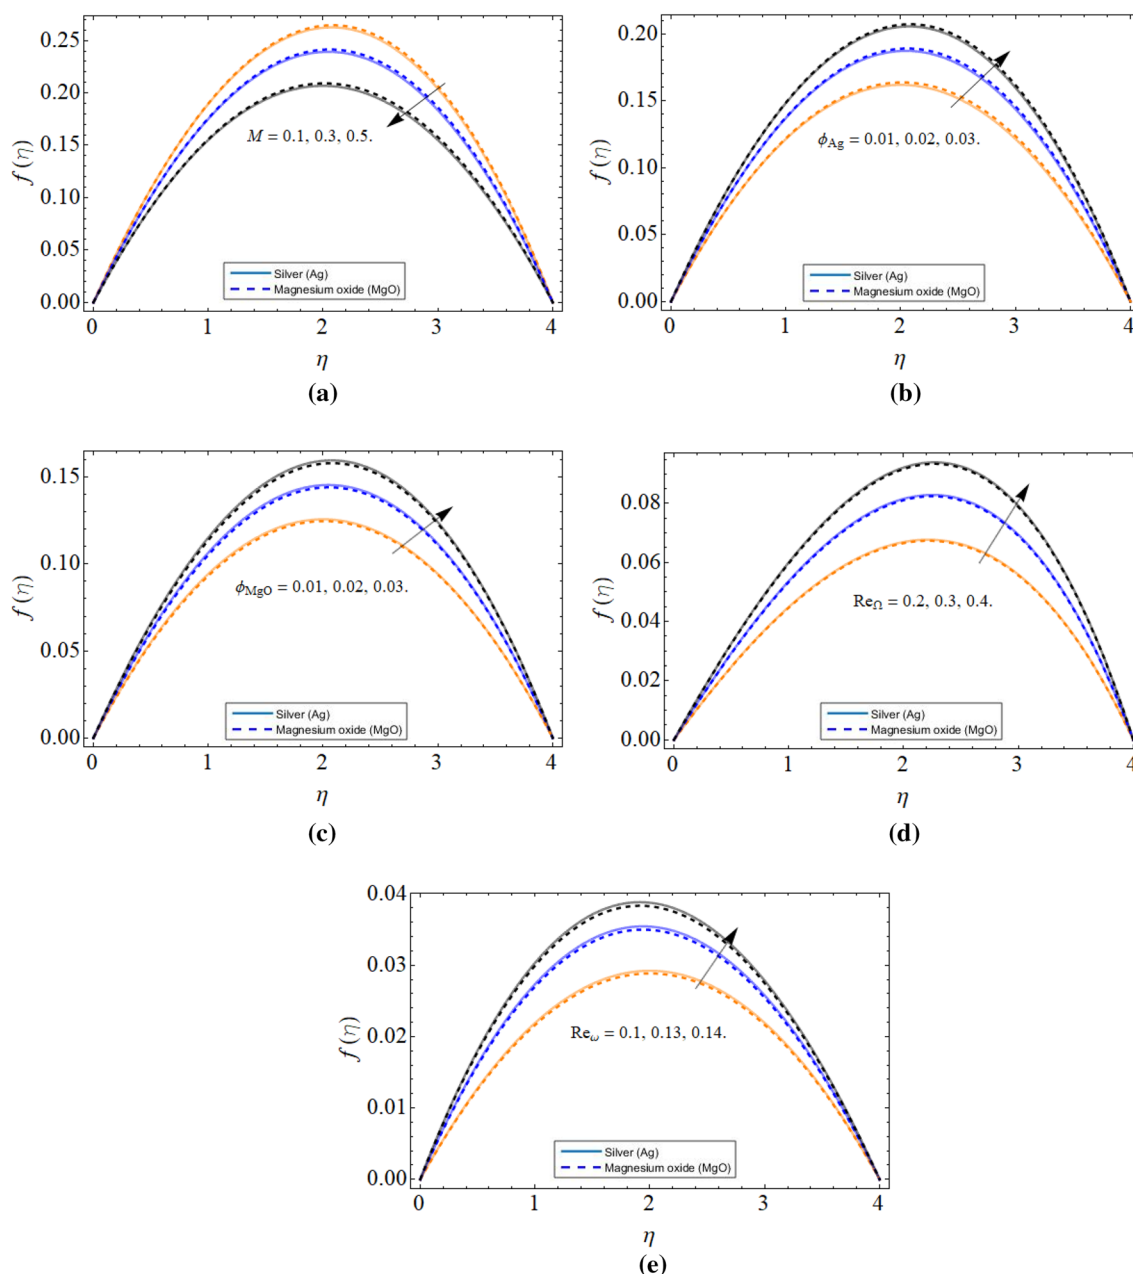 0.25
0.20
0.15
0.10
0.05
0.00
f(η)
M = 0.1, 0.3, 0.5.
Silver (Ag)
Magnesium oxide (MgO)
0 1 2 3 4
η
(a)
0.20
0.15
0.10
0.05
0.00
f(η)
ϕAg = 0.01, 0.02, 0.03.
Silver (Ag)
Magnesium oxide (MgO)
0 1 2 3 4
η
(b)
0.15
0.10
0.05
0.00
f(η)
ϕMgO = 0.01, 0.02, 0.03.
Silver (Ag)
Magnesium oxide (MgO)
0 1 2 3 4
η
(c)
0.08
0.06
0.04
0.02
0.00
f(η)
ReΩ = 0.2, 0.3, 0.4.
Silver (Ag)
Magnesium oxide (MgO)
0 1 2 3 4
η
(d)
0.04
0.03
0.02
0.01
0.00
f(η)
Reω = 0.1, 0.13, 0.14.
Silver (Ag)
Magnesium oxide (MgO)
0 1 2 3 4
η
(e)